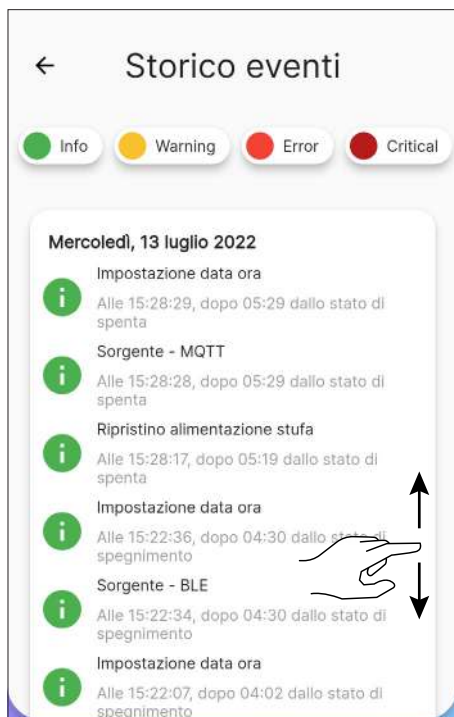 Storico eventi
Info Warning Error Critical
Mercoledì, 13 luglio 2022
Impostazione data ora
Alle 15:28:29, dopo 05:29 dallo stato di
spenta
Sorgente - MQTT
Alle 15:28:28, dopo 05:29 dallo stato di
spenta
Ripristino alimentazione stufa
Alle 15:28:17, dopo 05:19 dallo stato di
spenta
Impostazione data ora
Alle 15:22:36, dopo 04:30 dallo stato di
spegnimento
Sorgente - BLE
Alle 15:22:34, dopo 04:30 dallo stato di
spegnimento
Impostazione data ora
Alle 15:22:07, dopo 04:02 dallo stato di
spegnimento